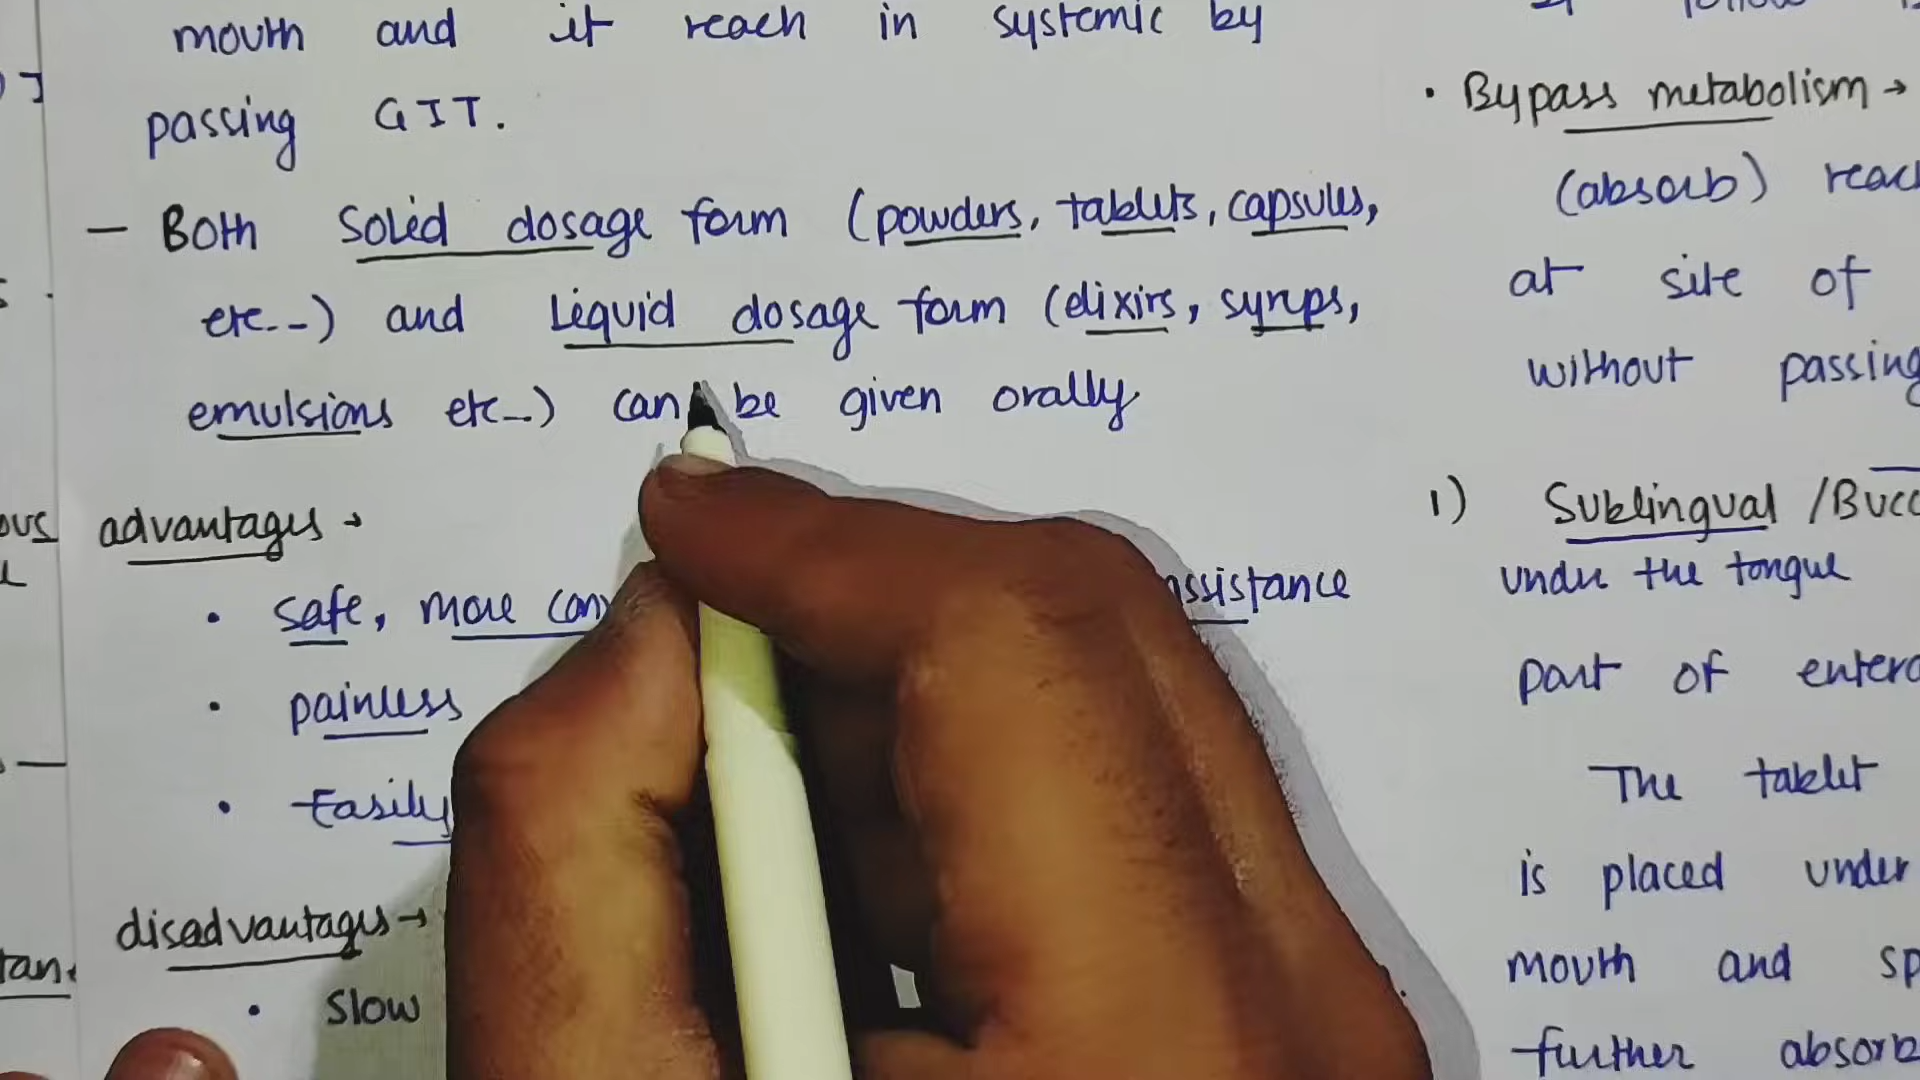 mouth and it reach in systemic by
passing GIT.
— Both Solid dosage form (powders, tablets, capsules,
etc..-) and Liquid dosage form (elixirs, syrups,
emulsions etc--) can be given orally
advantages →
• safe, more assistance
• painless
• Easily
disadvantages →
• Slow
• Bypass metabolism →
(absorb)
at site of
without passing
1) Sublingual /
under the tongue
part of
The tablet
is placed under
mouth and
further